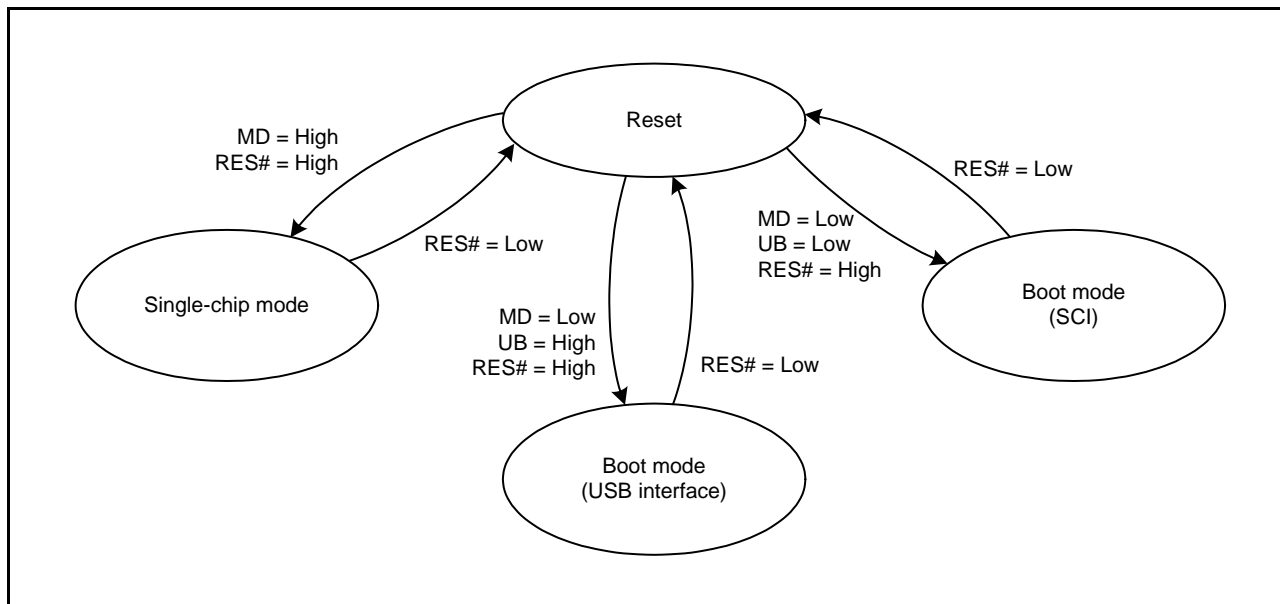 Reset
MD = High
RES# = High
RES# = Low
RES# = Low
MD = Low
UB = Low
RES# = High
Single-chip mode
Boot mode
(SCI)
MD = Low
UB = High
RES# = High
RES# = Low
Boot mode
(USB interface)